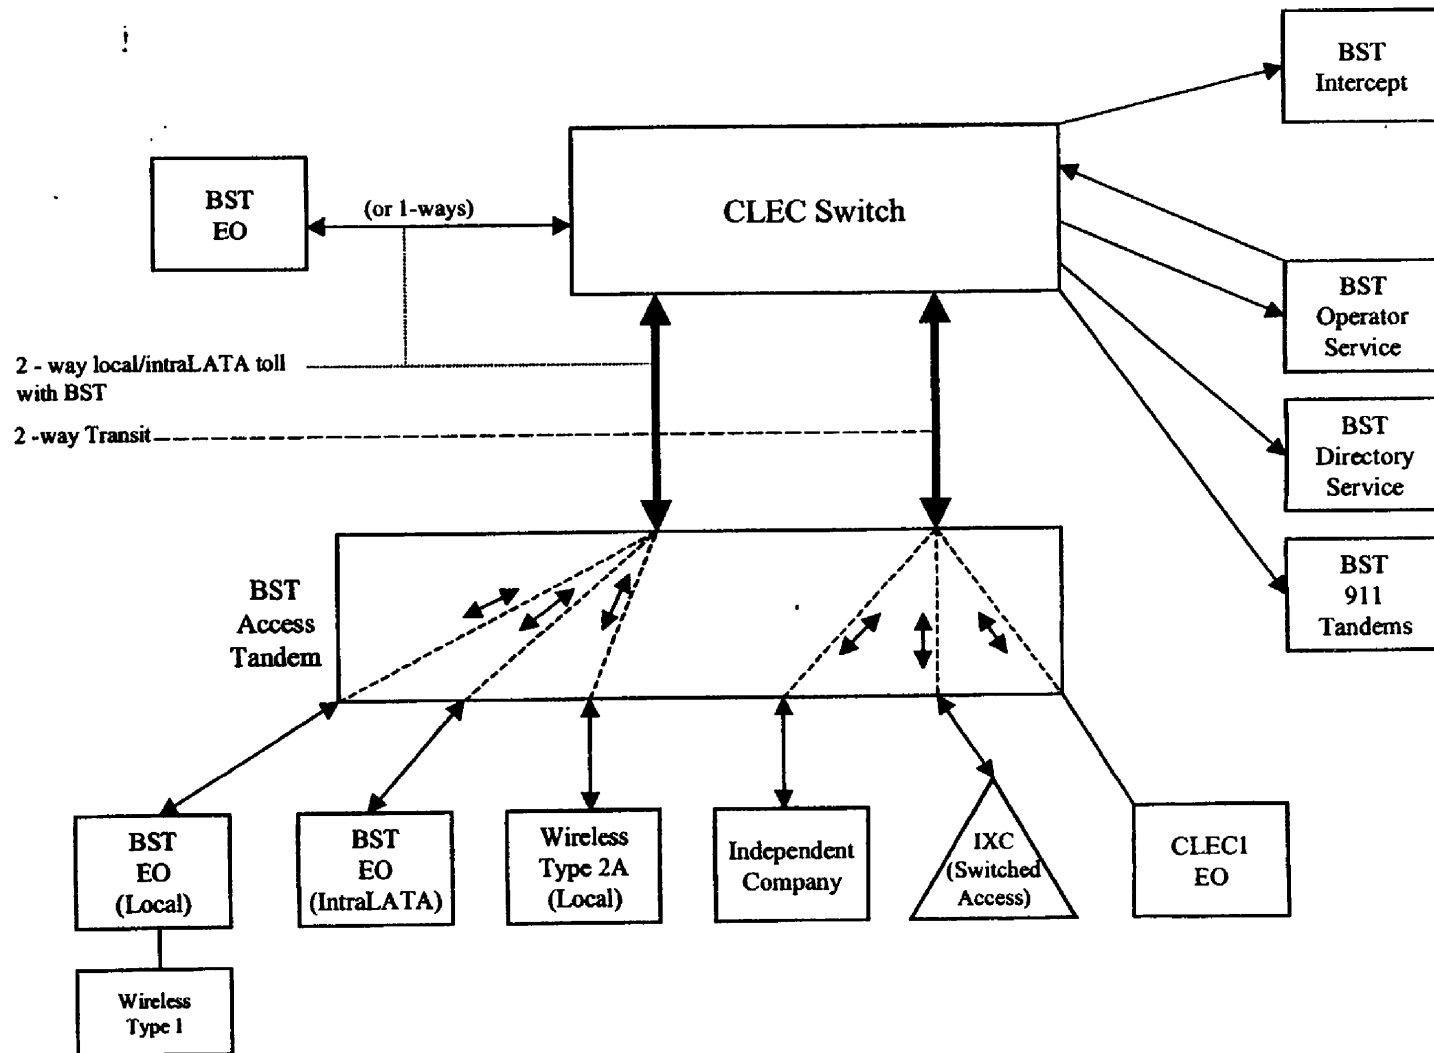 BST
Intercept
BST
EO
(or 1-ways)
CLEC Switch
BST
Operator
Service
2 - way local/intraLATA toll
with BST
2 -way Transit
BST
Directory
Service
BST
911
Tandems
BST
Access
Tandem
BST
EO
(Local)
BST
EO
(IntraLATA)
Wireless
Type 2A
(Local)
Independent
Company
IXC
(Switched
Access)
CLEC1
EO
Wireless
Type 1